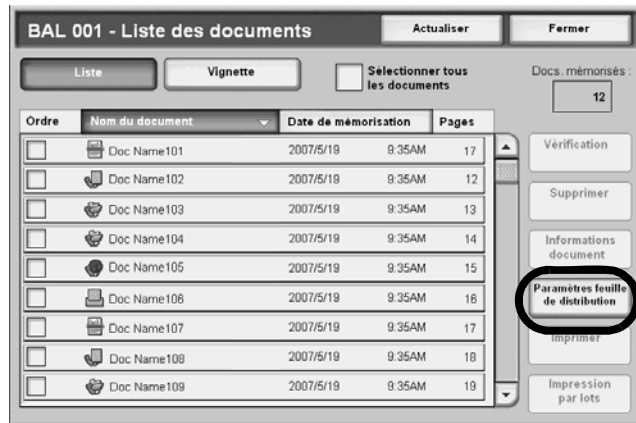 BAL 001 - Liste des documents
Actualiser
Fermer
Liste
Vignette
Sélectionner tous
les documents
Docs. mémorisés :
12
Ordre
Nom du document
Date de mémorisation
Pages
Doc Name101 2007/5/19 9:35AM 17
Doc Name102 2007/5/19 9:35AM 12
Doc Name103 2007/5/19 9:35AM 13
Doc Name104 2007/5/19 9:35AM 14
Doc Name105 2007/5/19 9:35AM 15
Doc Name106 2007/5/19 9:35AM 16
Doc Name107 2007/5/19 9:35AM 17
Doc Name108 2007/5/19 9:35AM 18
Doc Name109 2007/5/19 9:35AM 19
Vérification
Supprimer
Informations
document
Paramètres feuille
de distribution
Imprimer
Impression
par lots